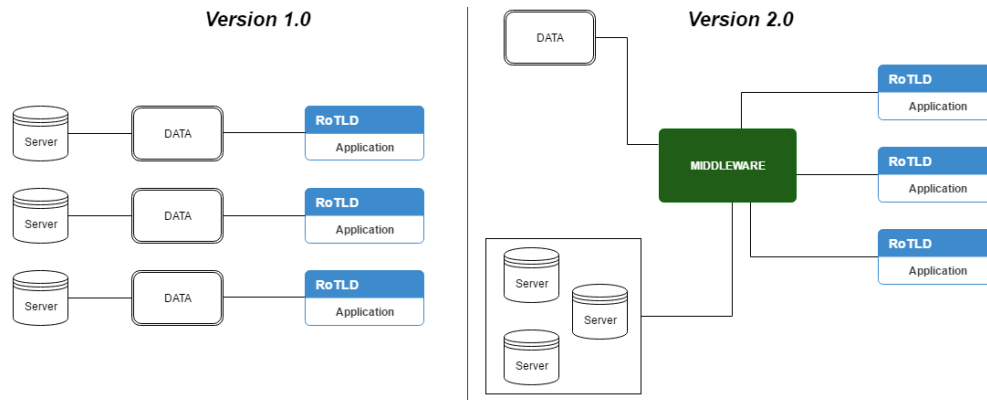 Version 1.0
Server
DATA
RoTLD
Application
Server
DATA
RoTLD
Application
Server
DATA
RoTLD
Application
Version 2.0
DATA
MIDDLEWARE
RoTLD
Application
RoTLD
Application
RoTLD
Application
Server
Server
Server